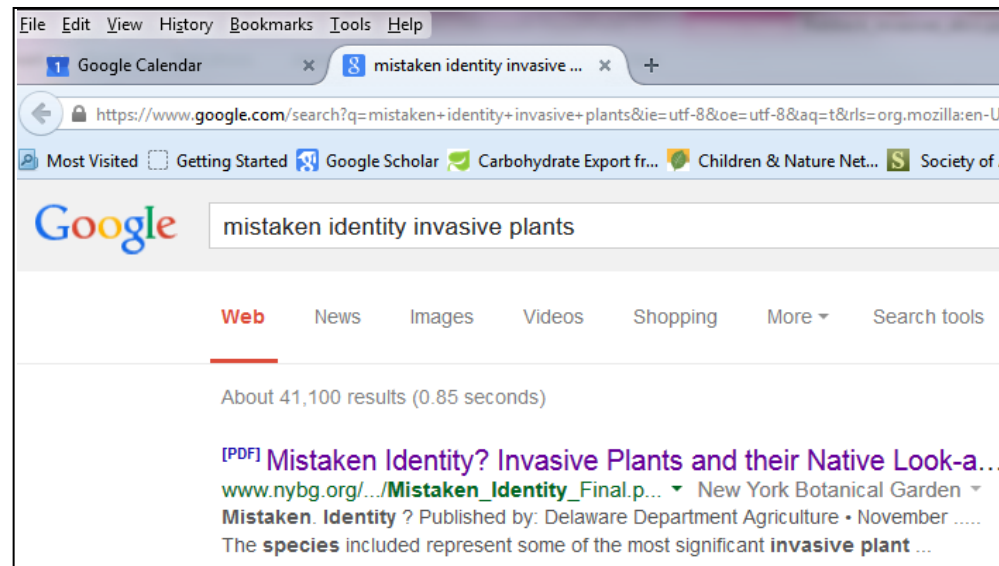 File Edit View History Bookmarks Tools Help
1 Google Calendar × 8 mistaken identity invasive ... × +
https://www.google.com/search?q=mistaken+identity+invasive+plants&ie=utf-8&oe=utf-8&aq=t&rls=org.mozilla:en-U
Most Visited Getting Started 8 Google Scholar Carbohydrate Export fr... Children & Nature Net... S Society of
Google mistaken identity invasive plants
Web News Images Videos Shopping More Search tools
About 41,100 results (0.85 seconds)
[PDF] Mistaken Identity? Invasive Plants and their Native Look-a...
www.nybg.org/.../Mistaken_Identity_Final.p... New York Botanical Garden
Mistaken. Identity ? Published by: Delaware Department Agriculture • November .....
The species included represent some of the most significant invasive plant ...